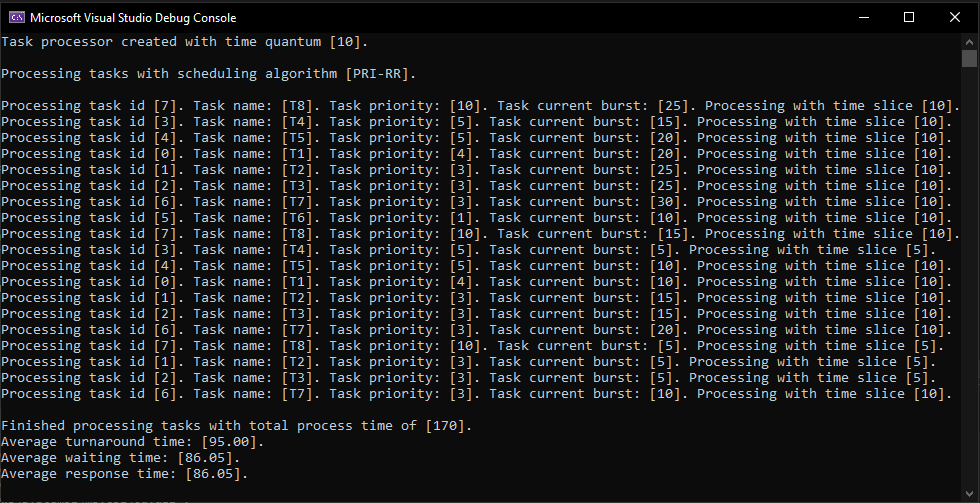 Microsoft Visual Studio Debug Console
Task processor created with time quantum [10].
Processing tasks with scheduling algorithm [PRI-RR].
Processing task id [7]. Task name: [T8]. Task priority: [10]. Task current burst: [25]. Processing with time slice [10].
Processing task id [3]. Task name: [T4]. Task priority: [5]. Task current burst: [15]. Processing with time slice [10].
Processing task id [4]. Task name: [T5]. Task priority: [5]. Task current burst: [20]. Processing with time slice [10].
Processing task id [0]. Task name: [T1]. Task priority: [4]. Task current burst: [20]. Processing with time slice [10].
Processing task id [1]. Task name: [T2]. Task priority: [3]. Task current burst: [25]. Processing with time slice [10].
Processing task id [2]. Task name: [T3]. Task priority: [3]. Task current burst: [25]. Processing with time slice [10].
Processing task id [6]. Task name: [T7]. Task priority: [3]. Task current burst: [30]. Processing with time slice [10].
Processing task id [5]. Task name: [T6]. Task priority: [1]. Task current burst: [10]. Processing with time slice [10].
Processing task id [7]. Task name: [T8]. Task priority: [10]. Task current burst: [15]. Processing with time slice [10].
Processing task id [3]. Task name: [T4]. Task priority: [5]. Task current burst: [5]. Processing with time slice [5].
Processing task id [4]. Task name: [T5]. Task priority: [5]. Task current burst: [10]. Processing with time slice [10].
Processing task id [0]. Task name: [T1]. Task priority: [4]. Task current burst: [10]. Processing with time slice [10].
Processing task id [1]. Task name: [T2]. Task priority: [3]. Task current burst: [15]. Processing with time slice [10].
Processing task id [2]. Task name: [T3]. Task priority: [3]. Task current burst: [15]. Processing with time slice [10].
Processing task id [6]. Task name: [T7]. Task priority: [3]. Task current burst: [20]. Processing with time slice [10].
Processing task id [7]. Task name: [T8]. Task priority: [10]. Task current burst: [5]. Processing with time slice [5].
Processing task id [1]. Task name: [T2]. Task priority: [3]. Task current burst: [5]. Processing with time slice [5].
Processing task id [2]. Task name: [T3]. Task priority: [3]. Task current burst: [5]. Processing with time slice [5].
Processing task id [6]. Task name: [T7]. Task priority: [3]. Task current burst: [10]. Processing with time slice [10].
Finished processing tasks with total process time of [170].
Average turnaround time: [95.00].
Average waiting time: [86.05].
Average response time: [86.05].